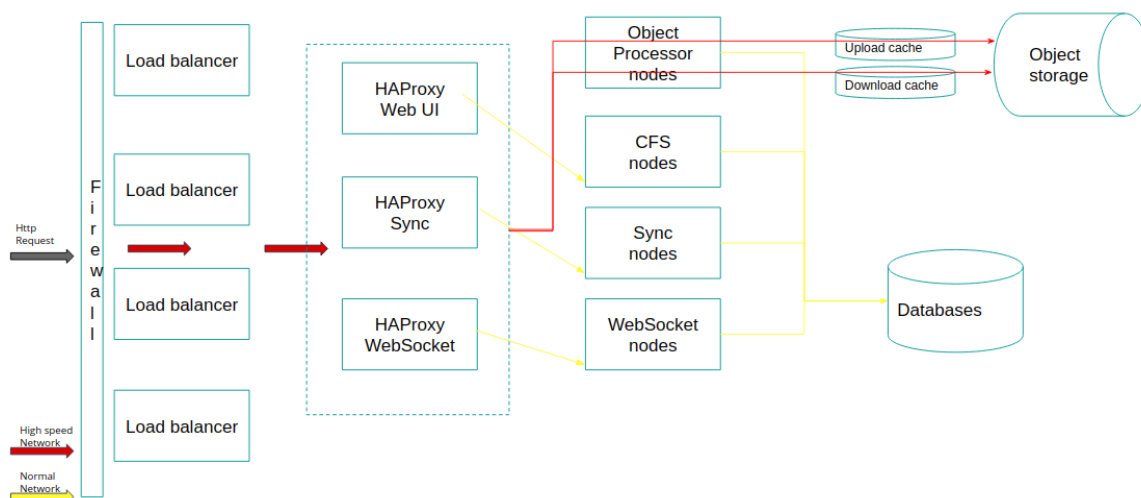 Load balancer
Load balancer
Load balancer
Load balancer
Firewall
Http
Request
High speed
Network
Normal
Network
HAProxy
Web UI
HAProxy
Sync
HAProxy
WebSocket
Object
Processor
nodes
CFS
nodes
Sync
nodes
WebSocket
nodes
Upload cache
Download cache
Object
storage
Databases